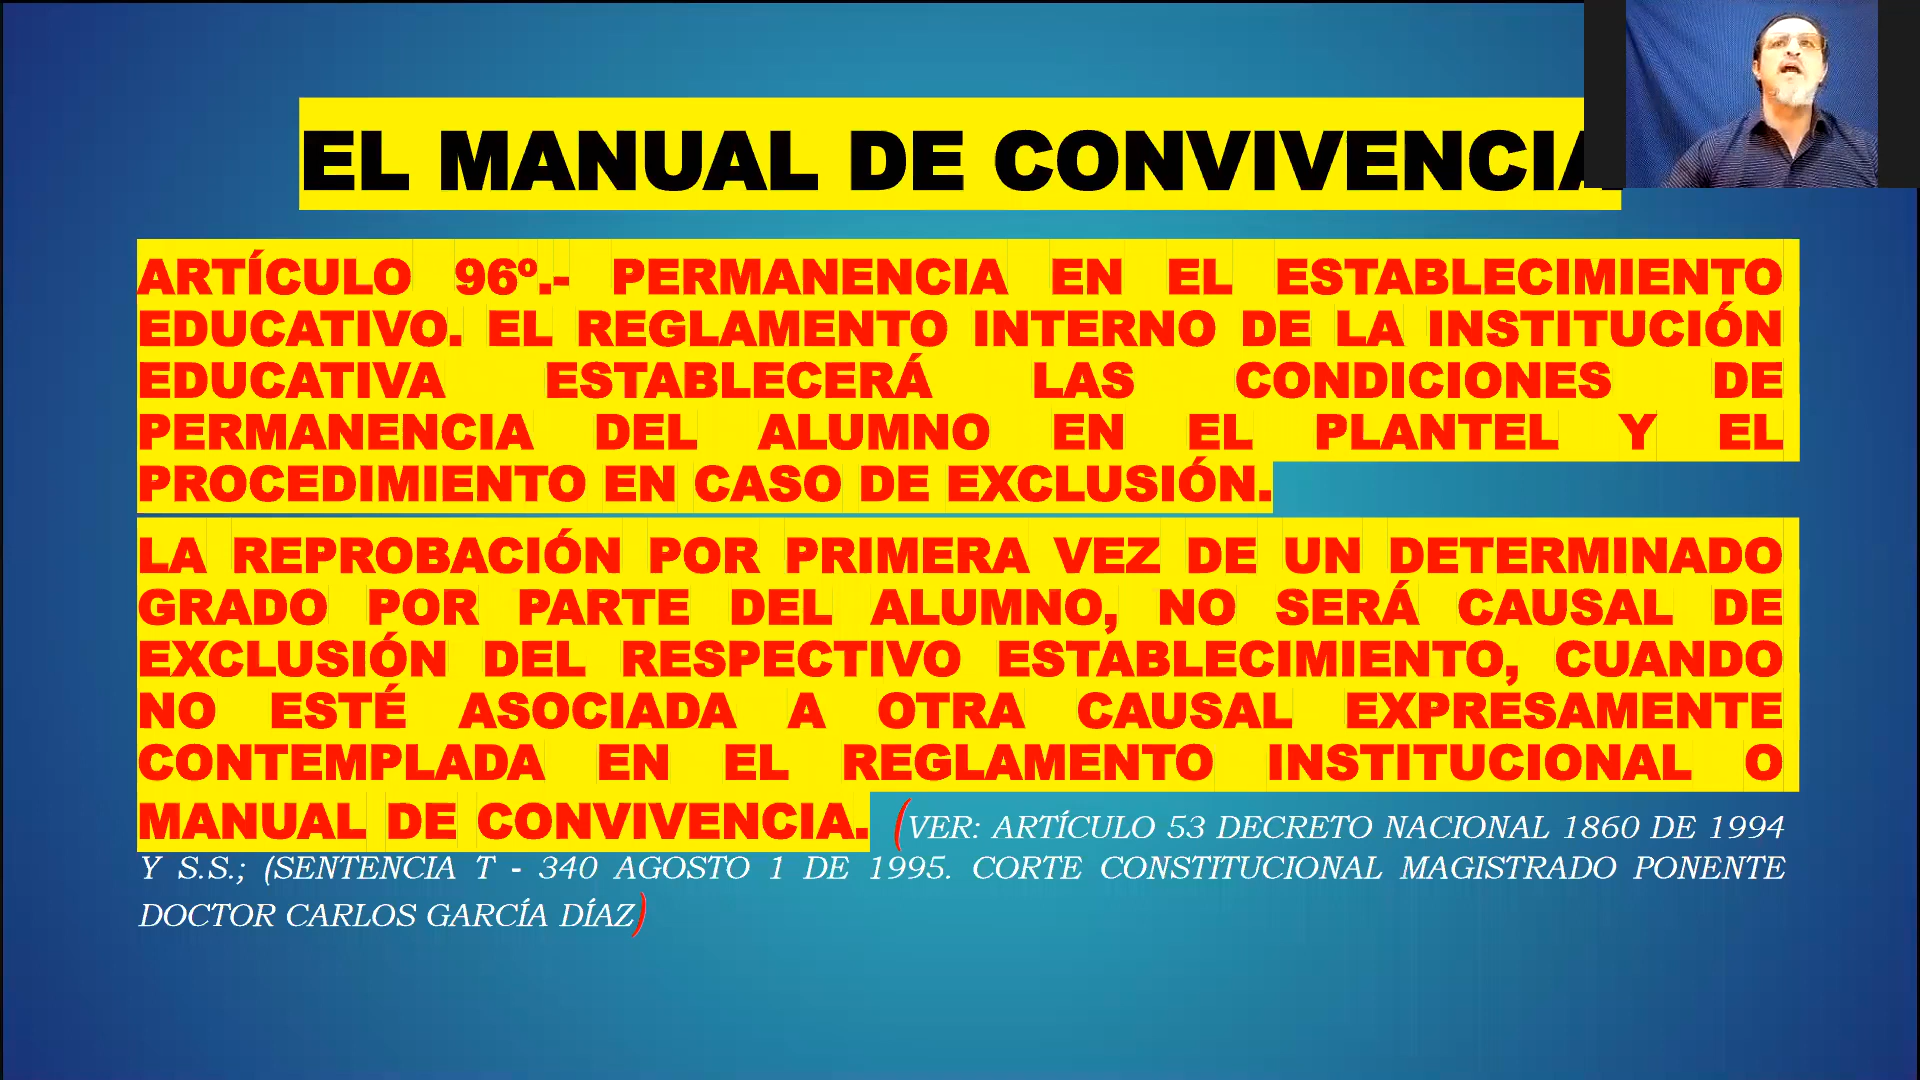 EL MANUAL DE CONVIVENCIA
ARTÍCULO 96º.- PERMANENCIA EN EL ESTABLECIMIENTO
EDUCATIVO. EL REGLAMENTO INTERNO DE LA INSTITUCIÓN
EDUCATIVA ESTABLECERÁ LAS CONDICIONES DE
PERMANENCIA DEL ALUMNO EN EL PLANTEL Y EL
PROCEDIMIENTO EN CASO DE EXCLUSIÓN.
LA REPROBACIÓN POR PRIMERA VEZ DE UN DETERMINADO
GRADO POR PARTE DEL ALUMNO, NO SERÁ CAUSAL DE
EXCLUSIÓN DEL RESPECTIVO ESTABLECIMIENTO, CUANDO
NO ESTÉ ASOCIADA A OTRA CAUSAL EXPRESAMENTE
CONTEMPLADA EN EL REGLAMENTO INSTITUCIONAL O
MANUAL DE CONVIVENCIA. (VER: ARTÍCULO 53 DECRETO NACIONAL 1860 DE 1994
Y S.S.; (SENTENCIA T - 340 AGOSTO 1 DE 1995. CORTE CONSTITUCIONAL MAGISTRADO PONENTE
DOCTOR CARLOS GARCÍA DÍAZ)